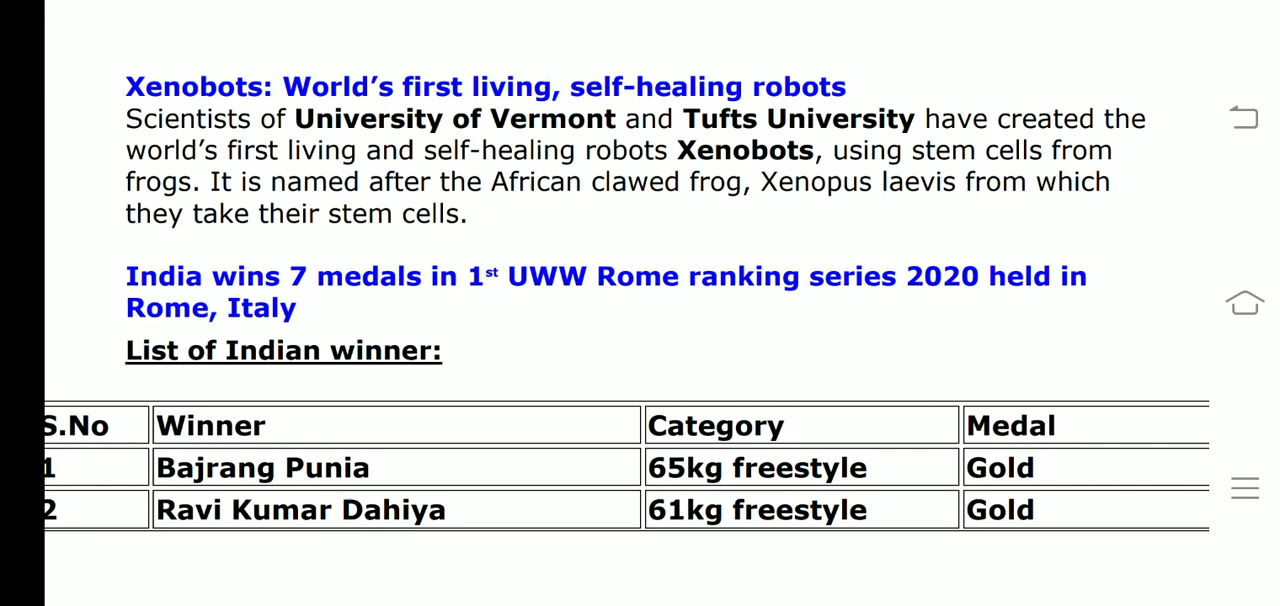 Xenobots: World’s first living, self-healing robots
Scientists of University of Vermont and Tufts University have created the
world’s first living and self-healing robots Xenobots, using stem cells from
frogs. It is named after the African clawed frog, Xenopus laevis from which
they take their stem cells.
India wins 7 medals in 1st UWW Rome ranking series 2020 held in
Rome, Italy
List of Indian winner:
S.No Winner Category Medal
1 Bajrang Punia 65kg freestyle Gold
2 Ravi Kumar Dahiya 61kg freestyle Gold